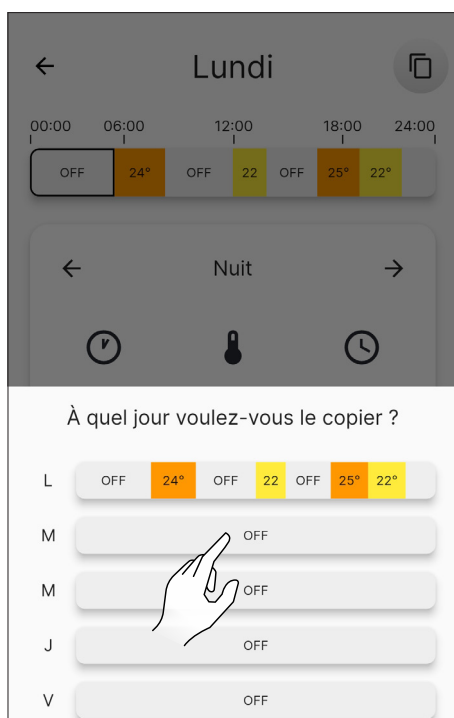 Lundi
00:00 06:00 12:00 18:00 24:00
OFF 24° OFF 22 OFF 25° 22°
Nuit
À quel jour voulez-vous le copier ?
L OFF 24° OFF 22 OFF 25° 22°
M OFF
M OFF
J OFF
V OFF